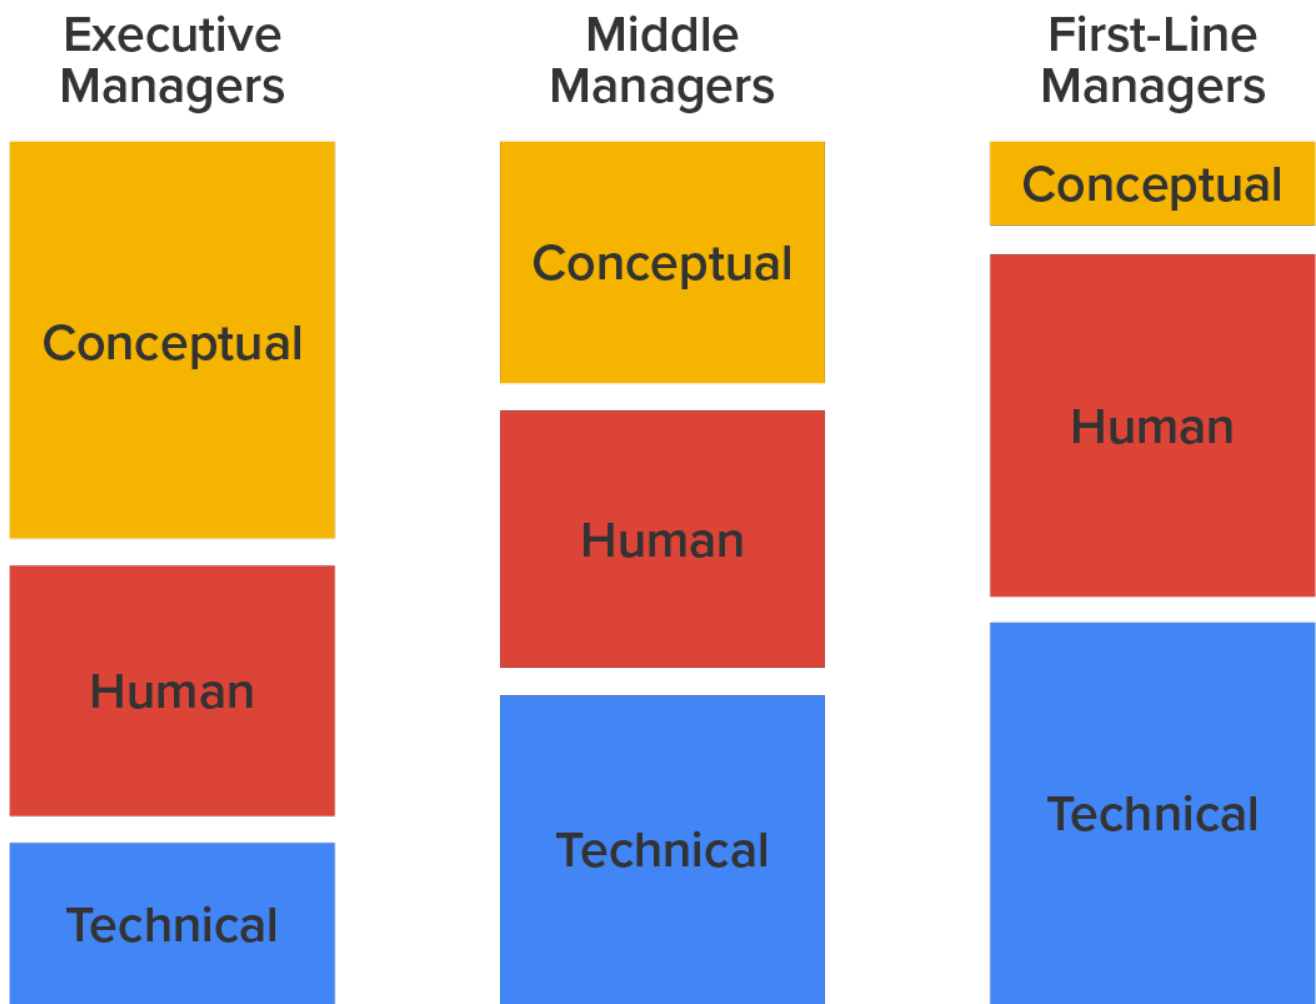 Executive
Managers
Conceptual
Human
Technical
Middle
Managers
Conceptual
Human
Technical
First-Line
Managers
Conceptual
Human
Technical